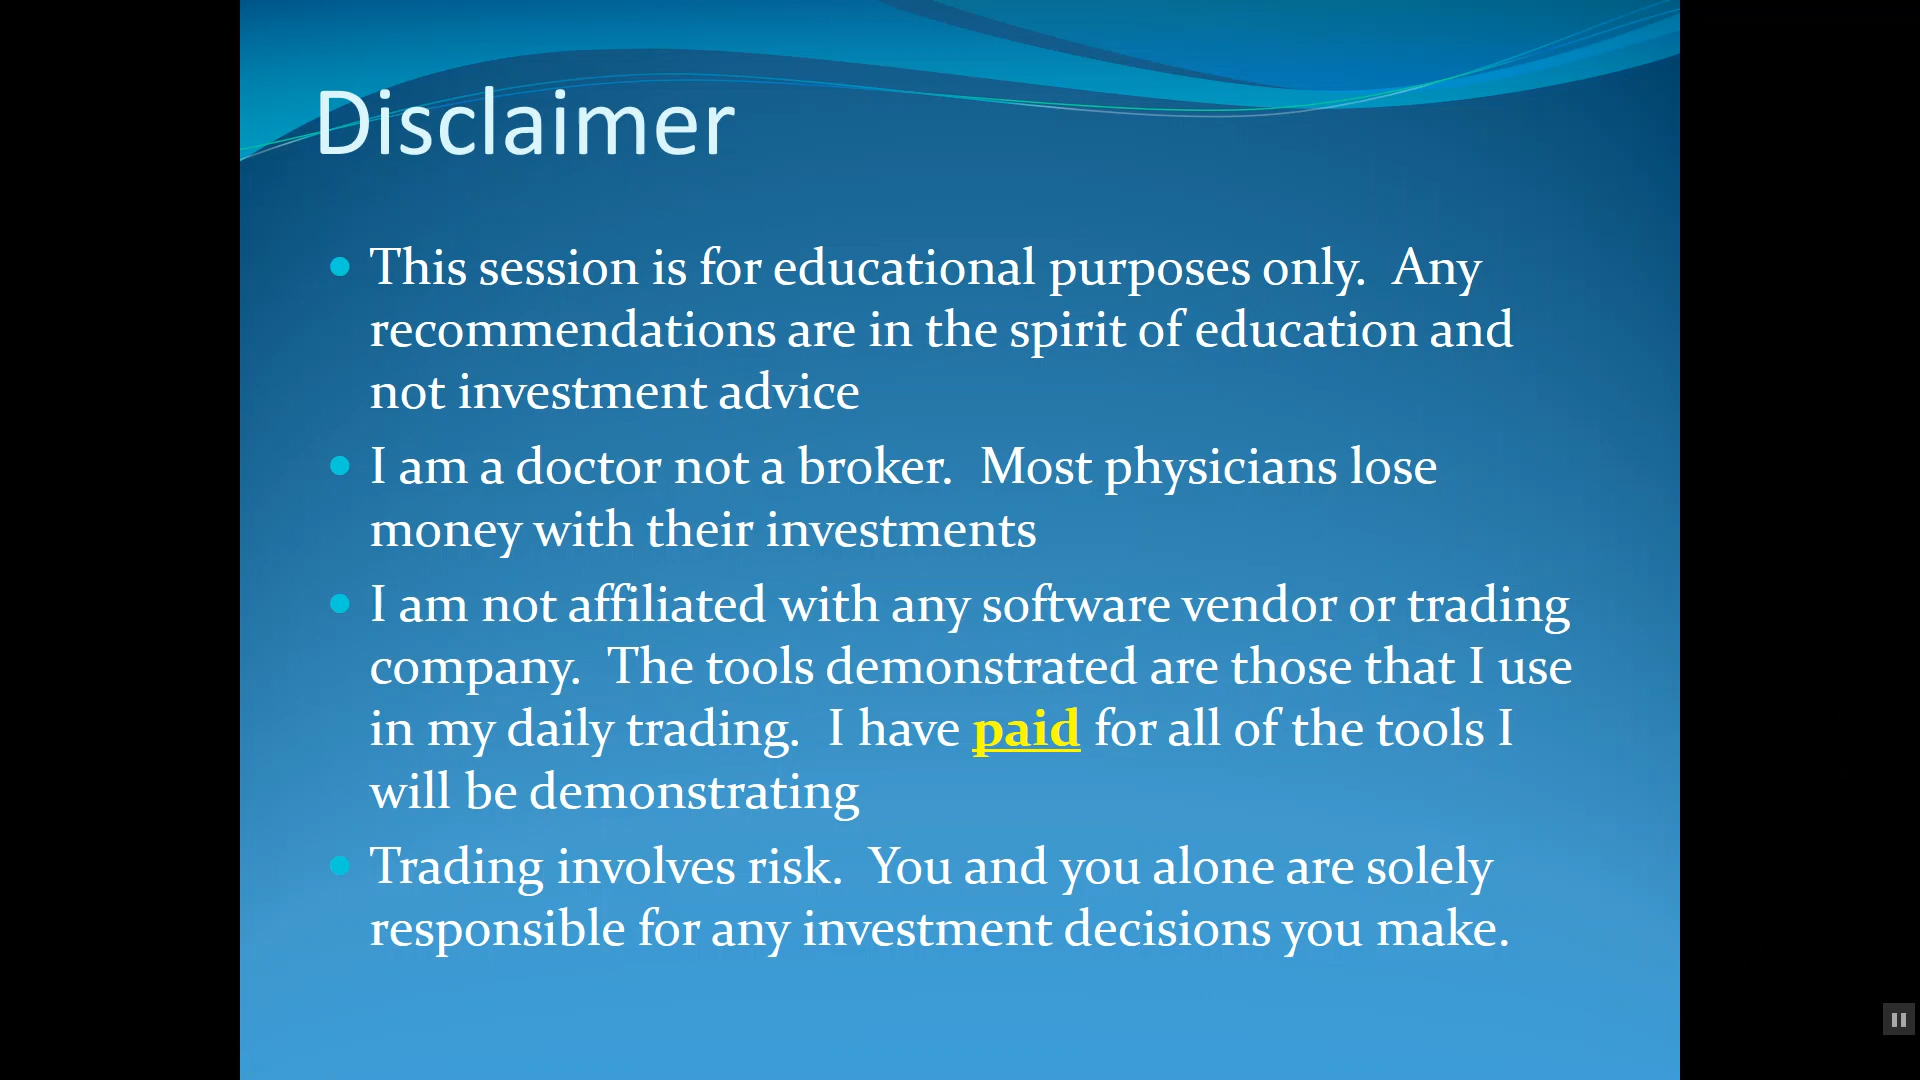 Disclaimer
• This session is for educational purposes only.  Any
recommendations are in the spirit of education and
not investment advice
• I am a doctor not a broker.  Most physicians lose
money with their investments
• I am not affiliated with any software vendor or trading
company.  The tools demonstrated are those that I use
in my daily trading.  I have paid for all of the tools I
will be demonstrating
• Trading involves risk.  You and you alone are solely
responsible for any investment decisions you make.